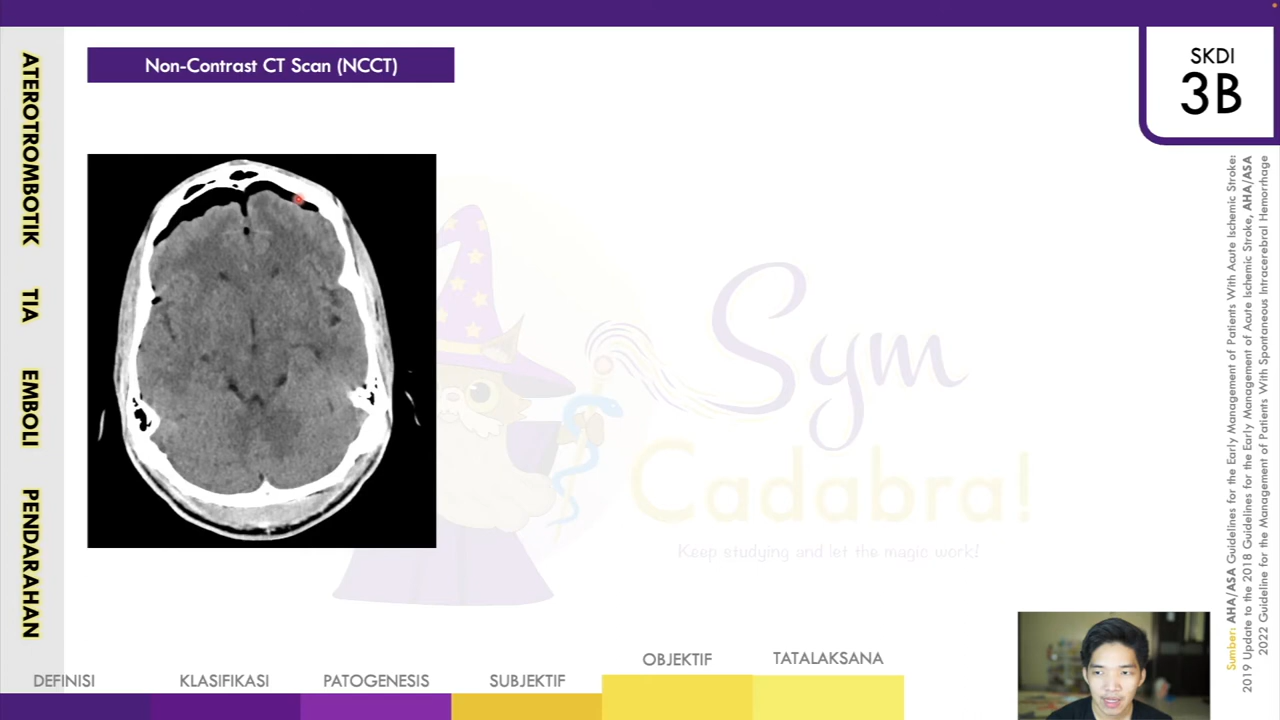 Non-Contrast CT Scan (NCCT)
SKDI
3B
ATEROTROMBOTIK
TIA
EMBOLI
PENDARAHAN
Sym
Cadabra!
Keep studying and let the magic work!
Sumber: AHA/ASA Guidelines for the Early Management of Patients With Acute Ischemic Stroke:
2019 Update to the 2018 Guidelines for the Early Management of Acute Ischemic Stroke, AHA/ASA
2022 Guideline for the Management of Patients With Spontaneous Intracerebral Hemorrhage
DEFINISI
KLASIFIKASI
PATOGENESIS
SUBJEKTIF
OBJEKTIF
TATALAKSANA